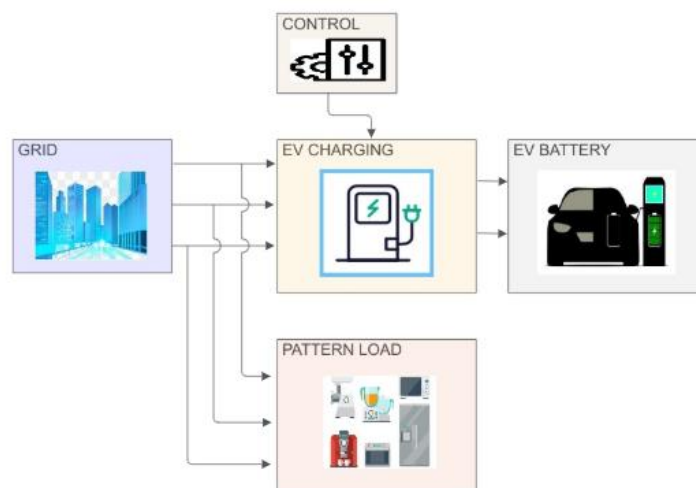 CONTROL
GRID
EV CHARGING
EV BATTERY
PATTERN LOAD